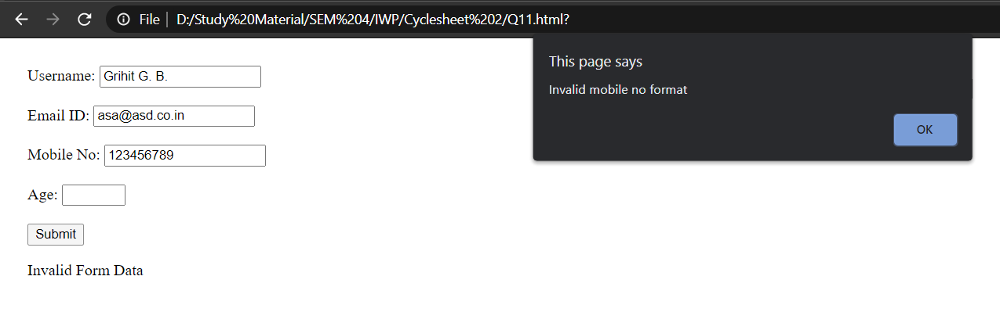 File D:/Study%20Material/SEM%204/IWP/Cyclesheet%202/Q11.html?
This page says
Invalid mobile no format
OK
Username: Grihit G. B.
Email ID: asa@asd.co.in
Mobile No: 123456789
Age:
Submit
Invalid Form Data